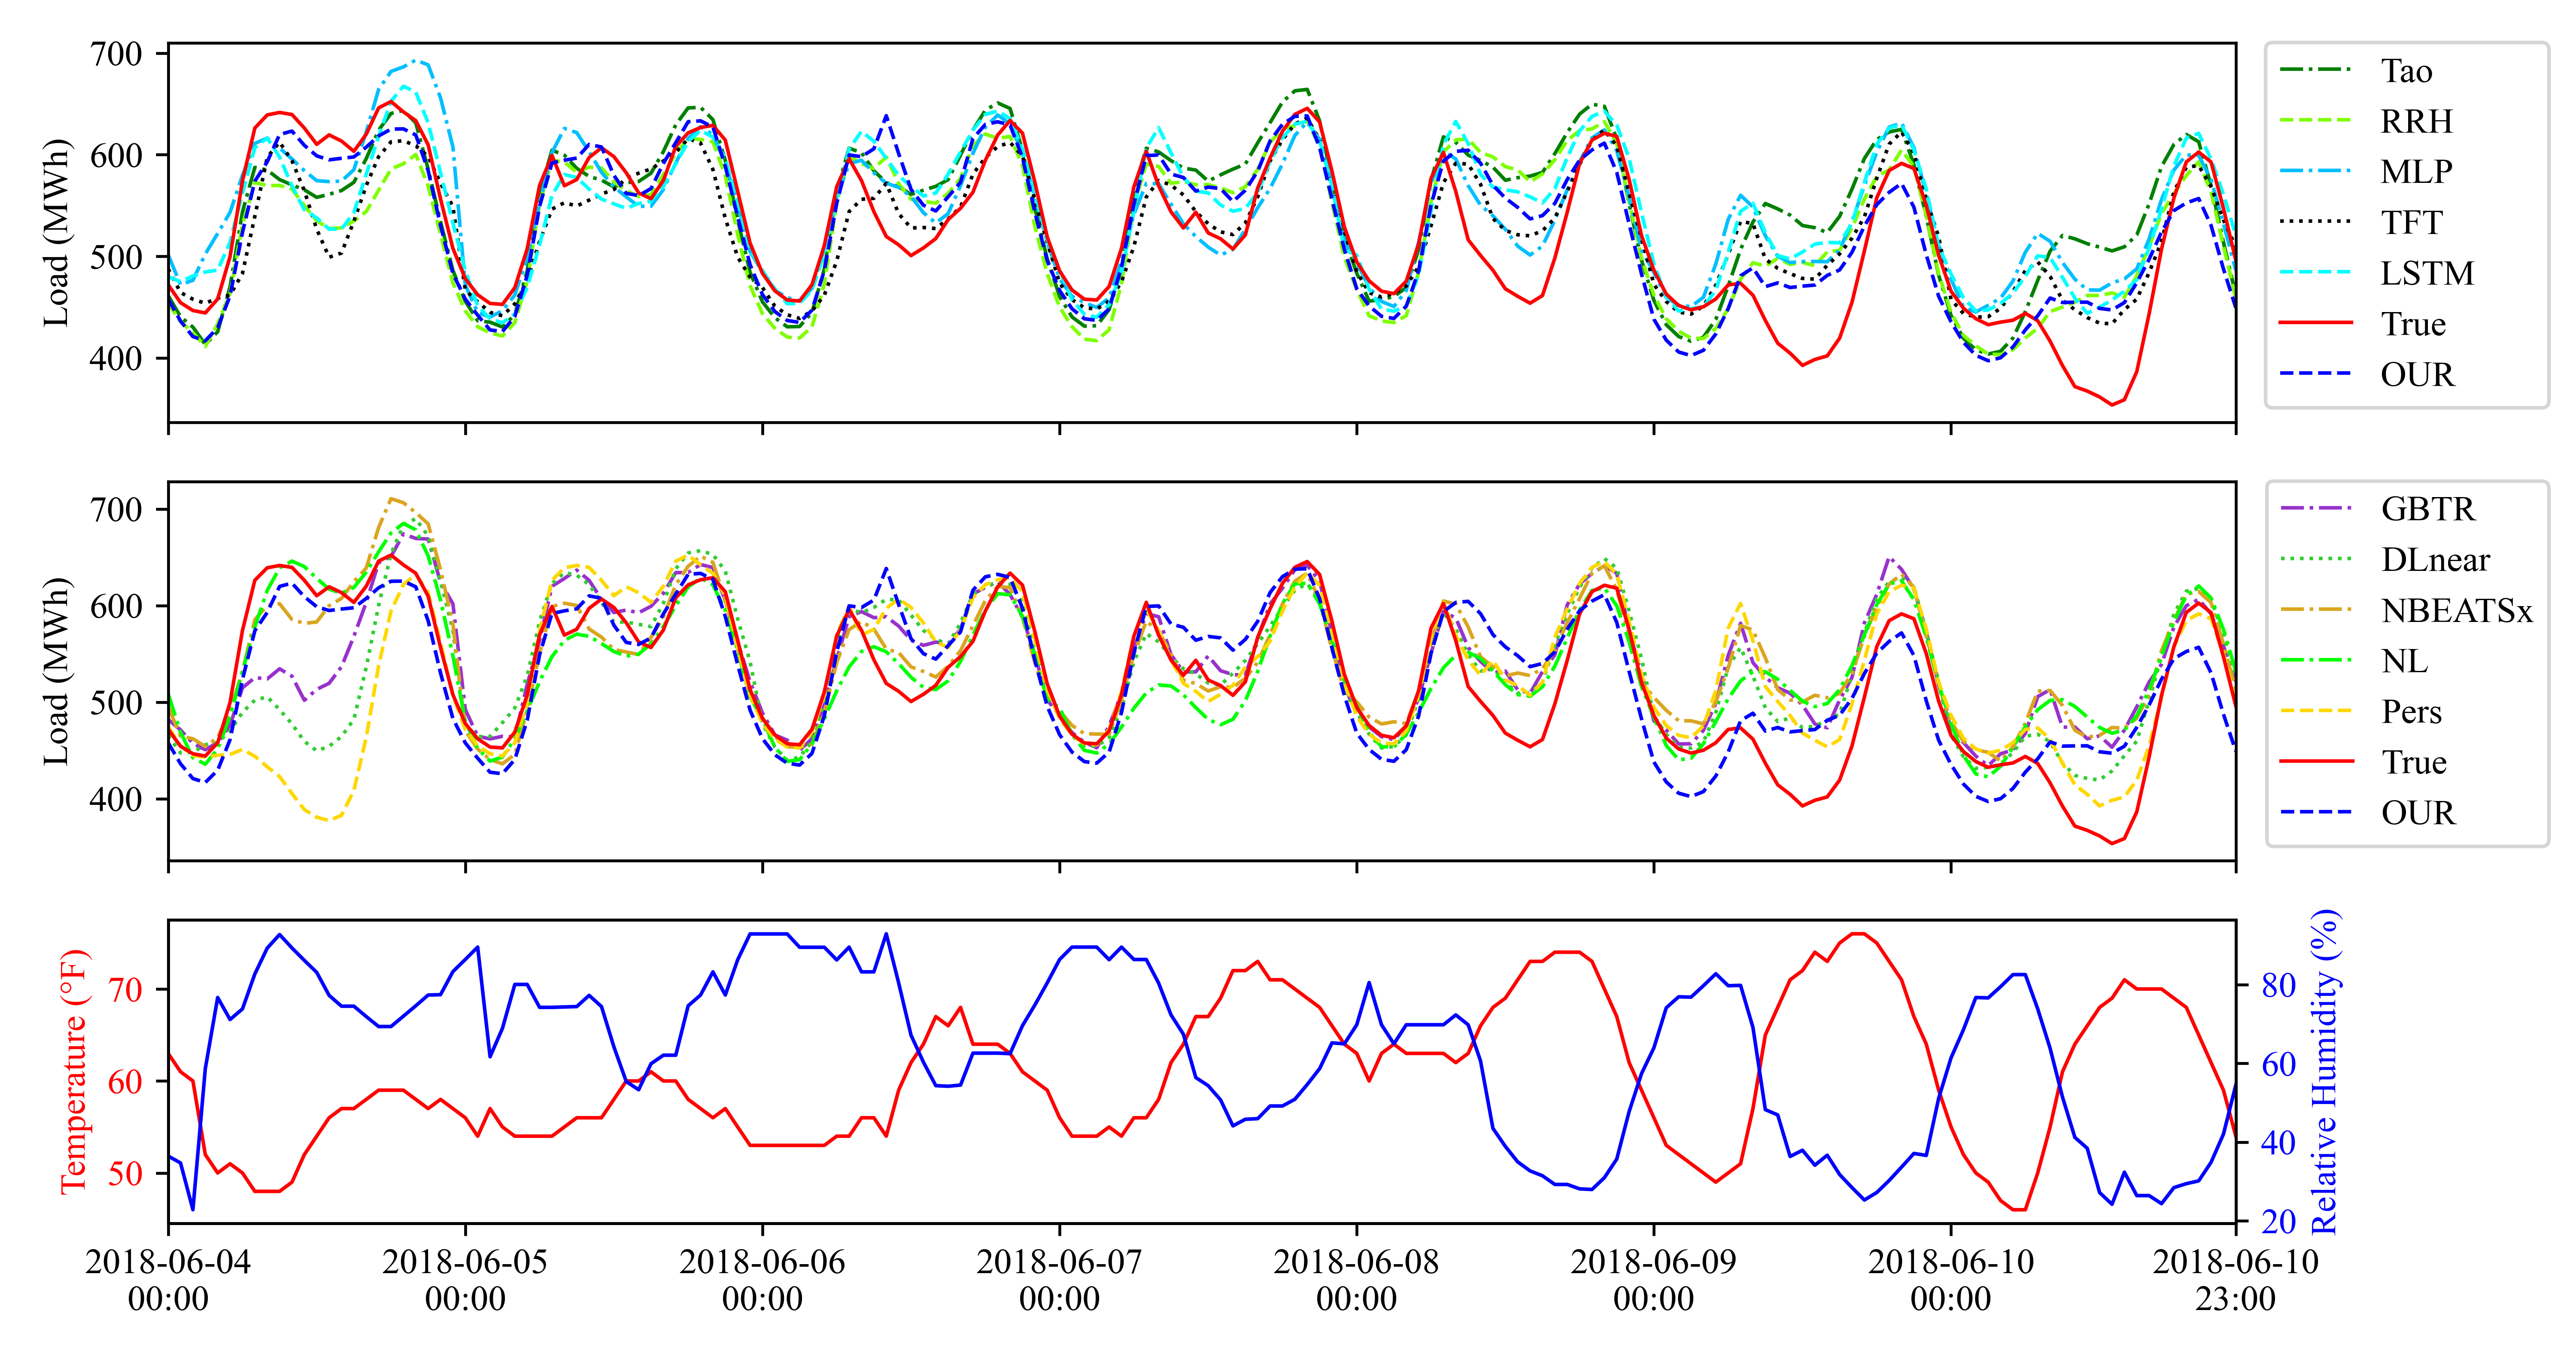 700
600
500
400
Load (MWh)
Tao
RRH
MLP
TFT
LSTM
True
OUR
700
600
500
400
Load (MWh)
GBTR
DLnear
NBEATSx
NL
Pers
True
OUR
70
60
50
Temperature (°F)
80
60
40
20
Relative Humidity (%)
2018-06-04
00:00
2018-06-05
00:00
2018-06-06
00:00
2018-06-07
00:00
2018-06-08
00:00
2018-06-09
00:00
2018-06-10
00:00
2018-06-10
23:00